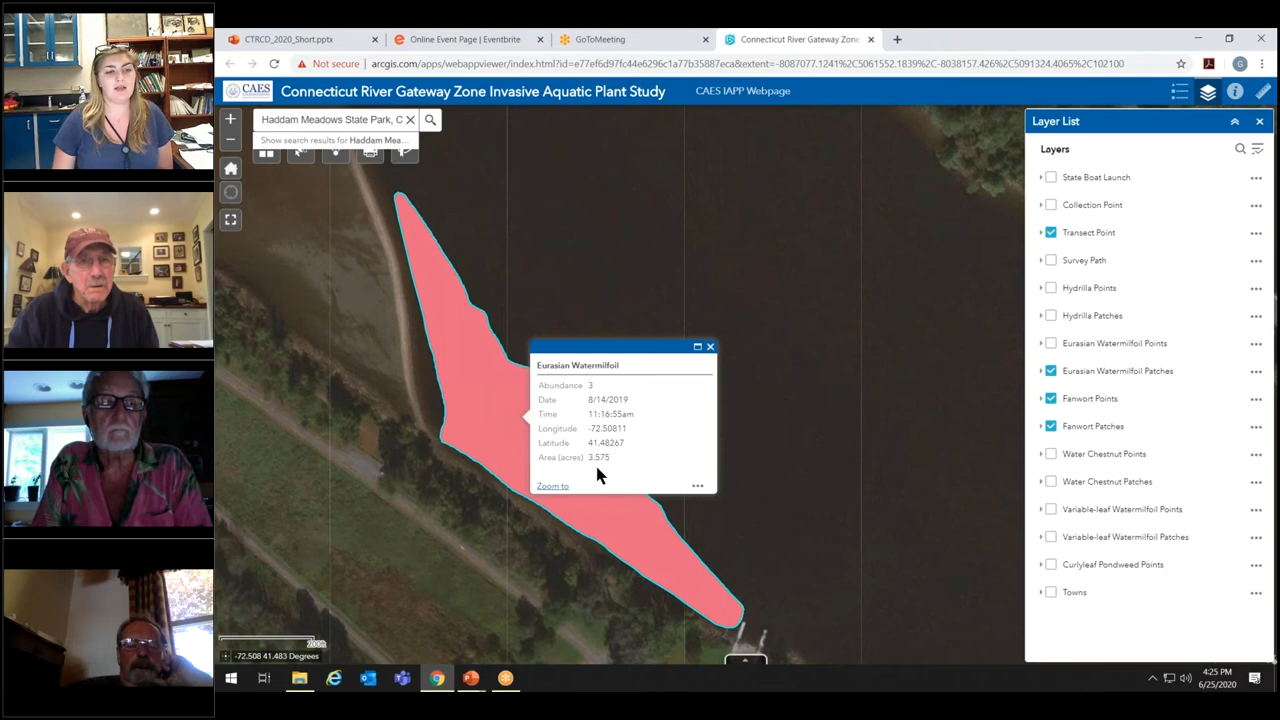 CTRCD_2020_Short.pptx
Online Event Page | Eventbrite
GoToMeeting
Connecticut River Gateway Zone
Not secure
arcgis.com/apps/webappviewer/index.html?id=e77ef6d97fc44e6296c1a77b35887eca&extent=-8087077.1241%2C5061552.1839%2C-8038157.426%2C5091324.4065%2C102100
G
CAES
Connecticut River Gateway Zone Invasive Aquatic Plant Study
CAES IAPP Webpage
Haddam Meadows State Park, C
Show search results for Haddam Mea...
Layer List
Layers
State Boat Launch
Collection Point
Transect Point
Survey Path
Hydrilla Points
Hydrilla Patches
Eurasian Watermilfoil Points
Eurasian Watermilfoil Patches
Fanwort Points
Fanwort Patches
Water Chestnut Points
Water Chestnut Patches
Variable-leaf Watermilfoil Points
Variable-leaf Watermilfoil Patches
Curlyleaf Pondweed Points
Towns
Eurasian Watermilfoil
Abundance 3
Date 8/14/2019
Time 11:16:55am
Longitude -72.50811
Latitude 41.48267
Area (acres) 3.575
Zoom to
200ft
-72.508 41.483 Degrees
4:25 PM
6/25/2020